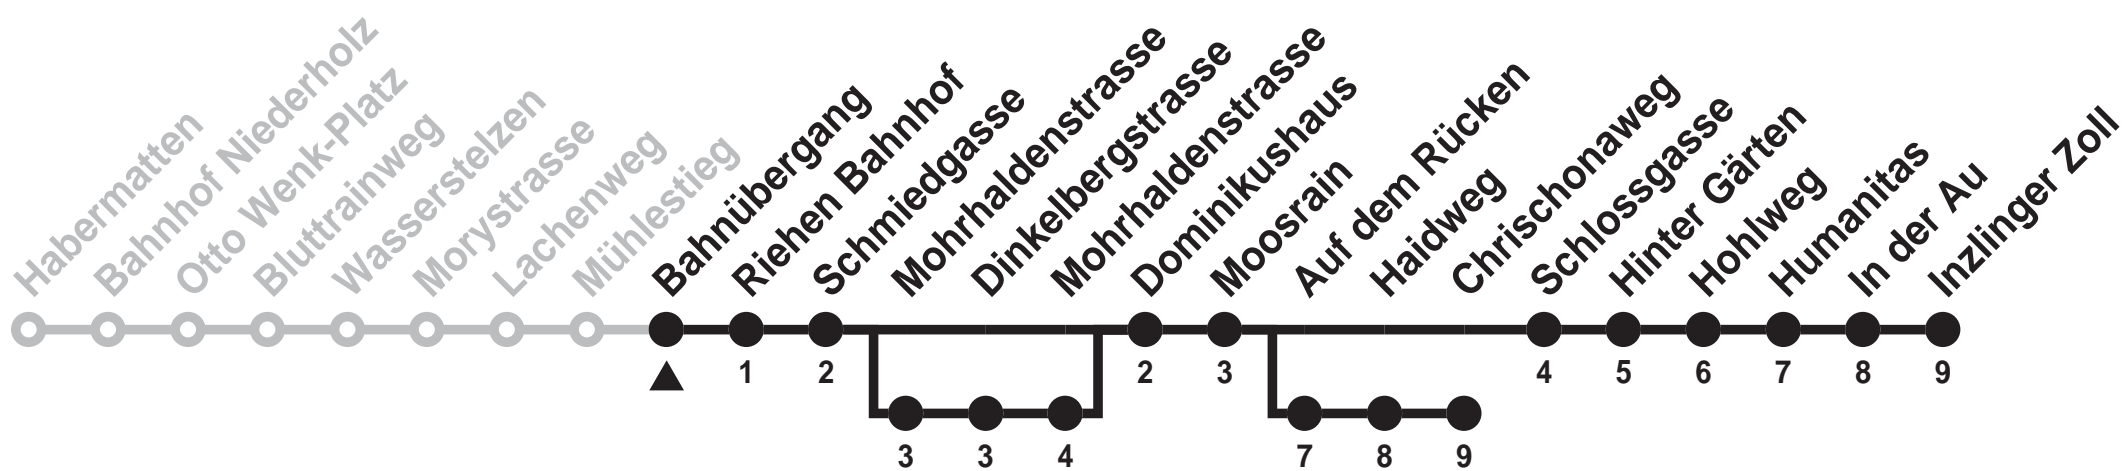 Habermatten
Bahnhof Niederholz
Otto Wenk-Platz
Bluttrainweg
Wasserstelzen
Morystrasse
Lachenweg
Mühlestieg
Bahnübergang
Riehen Bahnhof
Schmiedgasse
Mohrhaldenstrasse
Dinkelbergstrasse
Mohrhaldenstrasse
Dominikushaus
Moosrain
Auf dem Rücken
Haidweg
Chrischonaweg
Schlossgasse
Hinter Gärten
Hohlweg
Humanitas
In der Au
Inzlinger Zoll
1 2 2 3 4 5 6 7 8 9
3 3 4 7 8 9